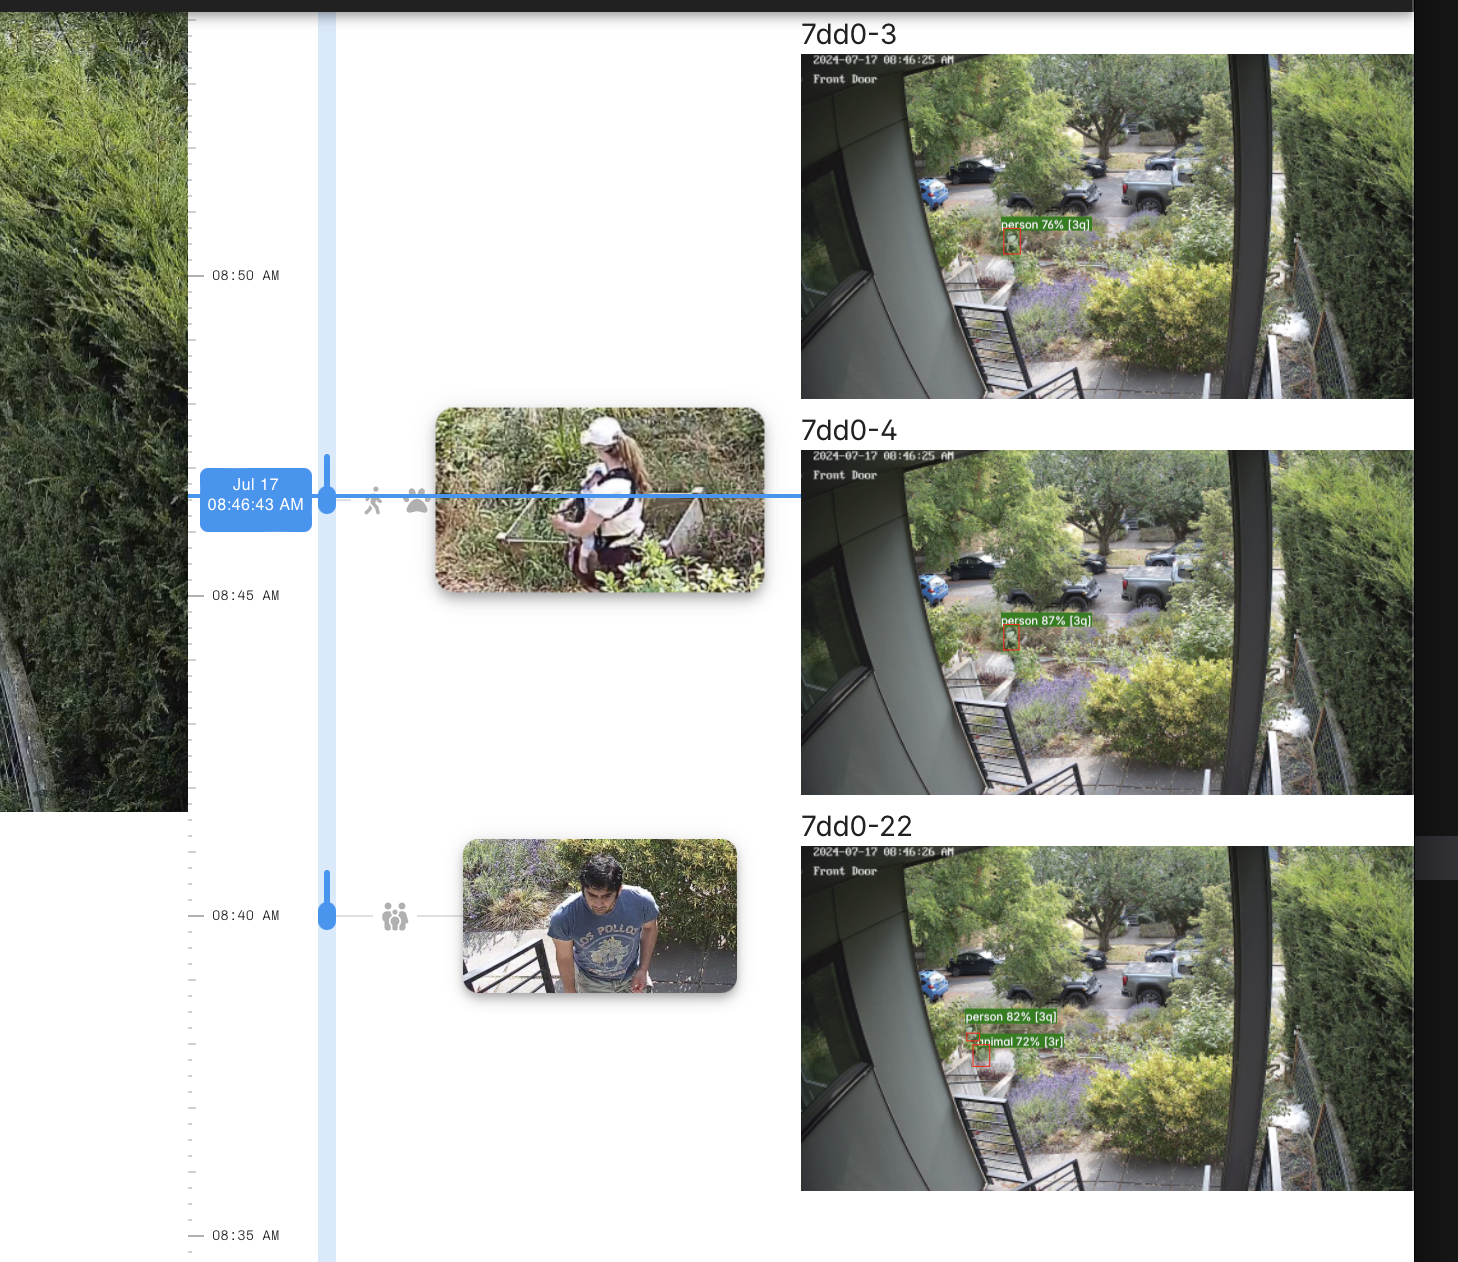 08:50 AM
Jul 17
08:46:43 AM
08:45 AM
08:40 AM
08:35 AM
LOS POLLOS
7dd0-3
2024-07-17 08:46:25 AM
Front Door
person 76% [3q]
7dd0-4
2024-07-17 08:46:25 AM
Front Door
person 87% [3q]
7dd0-22
2024-07-17 08:46:26 AM
Front Door
person 82% [3q]
animal 72% [3r]